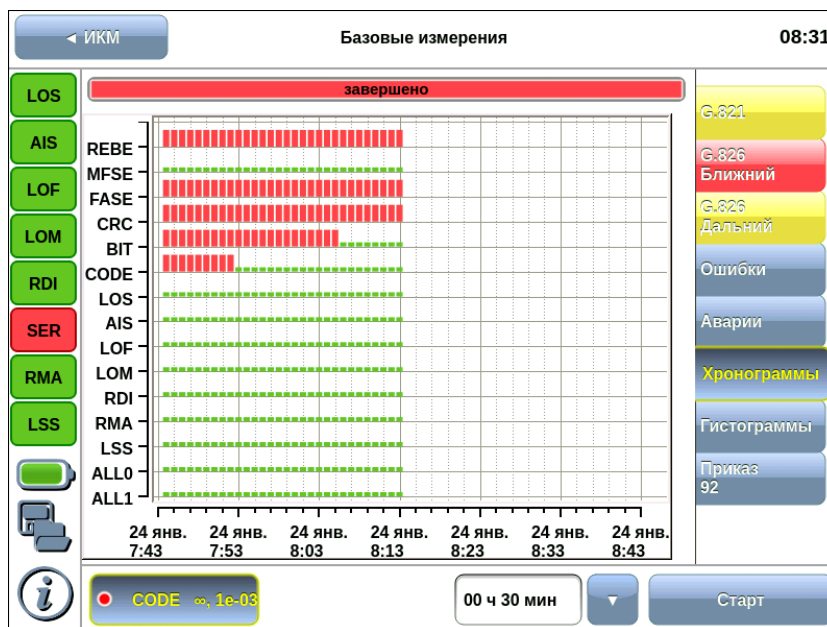 ◄ ИКМ
Базовые измерения
08:31
LOS
AIS
LOF
LOM
RDI
SER
RMA
LSS
завершено
REBE
MFSE
FASE
CRC
BIT
CODE
LOS
AIS
LOF
LOM
RDI
RMA
LSS
ALL0
ALL1
24 янв. 24 янв. 24 янв. 24 янв. 24 янв. 24 янв. 24 янв.
7:43 7:53 8:03 8:13 8:23 8:33 8:43
G.821
G.826
Ближний
G.826
Дальний
Ошибки
Аварии
Хронограммы
Гистограммы
Приказ
92
i
CODE ∞, 1e-03
00 ч 30 мин
▼
Старт